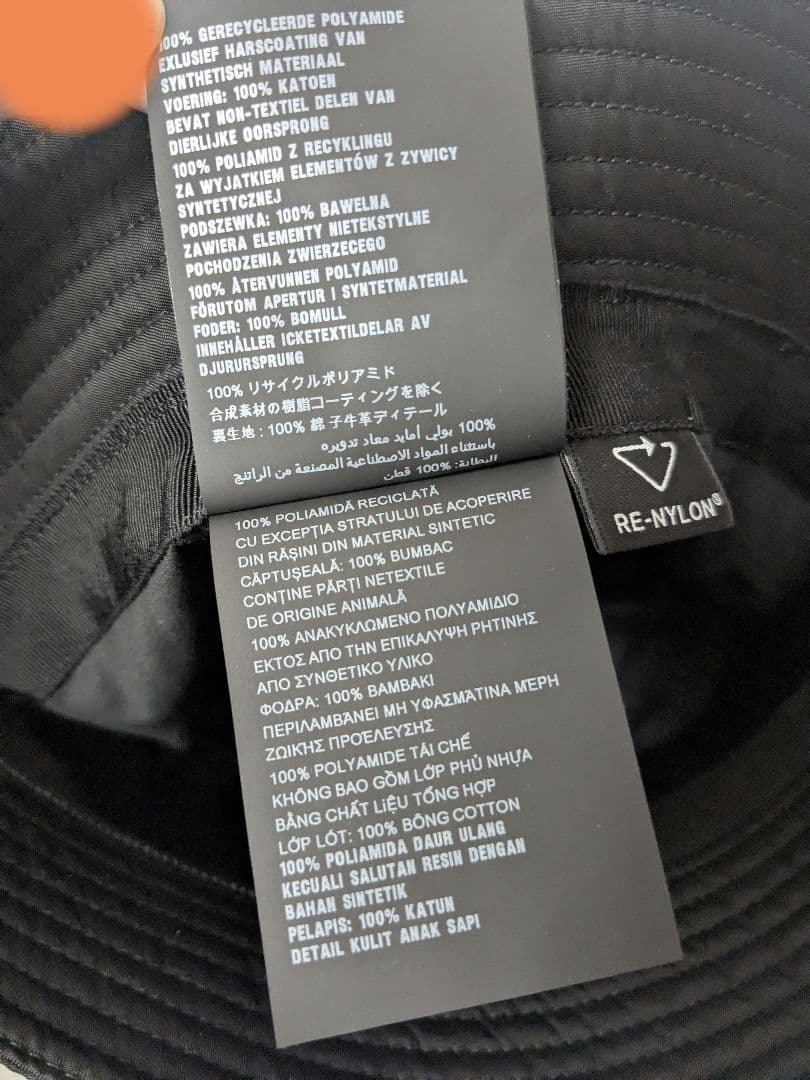 100% GERECYCLEERDE POLYAMIDE
EXLUSIEF HARSCOATING VAN
SYNTHETISCH MATERIAAL
VOERING: 100% KATOEN
BEVAT NON-TEXTIEL DELEN VAN
DIERLIJKE OORSPRONG
100% POLIAMID Z RECYKLINGU
ZA WYJATKIEM ELEMENTÓW Z ZYWICY
SYNTETYCZNEJ
PODSZEWKA: 100% BAWELNA
ZAWIERA ELEMENTY NIETEKSTYLNE
POCHODZENIA ZWIERZECEGO
100% ÅTERVUNNEN POLYAMID
FÖRUTOM APERTUR I SYNTETMATERIAL
FODER: 100% BOMULL
INNEHÅLLER ICKETEXTILDELAR AV
DJURURSPRUNG
100% リサイクルポリアミド
合成素材の樹脂コーティングを除く
裏生地 : 100% 綿 子牛革ディテール
100% بولي أمايد معاد تدويره
باستثناء المواد الاصطناعية المصنعة من الراتنج
البطانة: 100% قطن
100% POLIAMIDĂ RECICLATĂ
CU EXCEPȚIA STRATULUI DE ACOPERIRE
DIN RĂȘINI DIN MATERIAL SINTETIC
CĂPTUȘEALĂ: 100% BUMBAC
CONȚINE PĂRȚI NETEXTILE
DE ORIGINE ANIMALĂ
100% ΑΝΑΚΥΚΛΩΜΕΝΟ ΠΟΛΥΑΜΙΔΙΟ
ΕΚΤΟΣ ΑΠΟ ΤΗΝ ΕΠΙΚΑΛΥΨΗ ΡΗΤΙΝΗΣ
ΑΠΟ ΣΥΝΘΕΤΙΚΟ ΥΛΙΚΟ
ΦΟΔΡΑ: 100% ΒΑΜΒΑΚΙ
ΠΕΡΙΛΑΜΒΆΝΕΙ ΜΗ ΥΦΑΣΜΆΤΙΝΑ ΜΈΡΗ
ΖΩΙΚΉΣ ΠΡΟΈΛΕΥΣΗΣ
100% POLYAMIDE TÁI CHẾ
KHÔNG BAO GỒM LỚP PHỦ NHỰA
BẰNG CHẤT LIỆU TỔNG HỢP
LỚP LÓT: 100% BÔNG COTTON
100% POLIAMIDA DAUR ULANG
KECUALI SALUTAN RESIN DENGAN
BAHAN SINTETIK
PELAPIS: 100% KATUN
DETAIL KULIT ANAK SAPI
RE-NYLON®